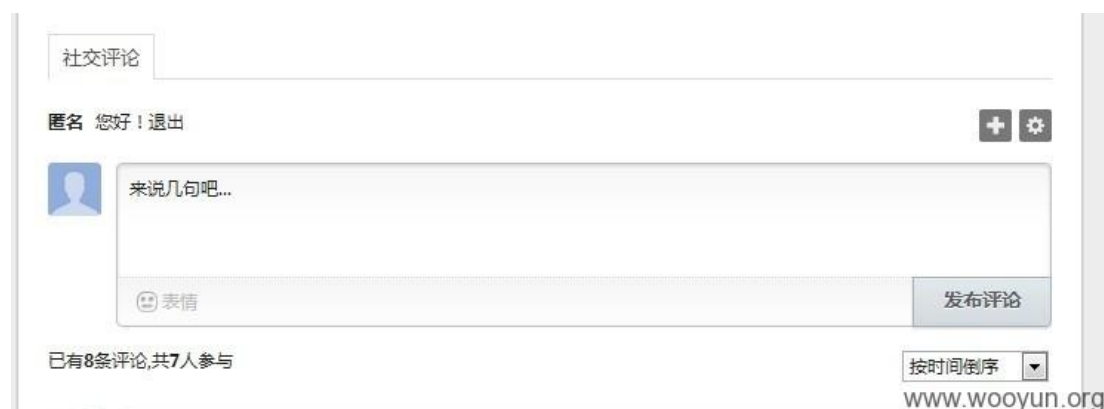 社交评论
匿名 您好！退出
来说几句吧...
表情
发布评论
已有8条评论,共7人参与
按时间倒序
www.wooyun.org